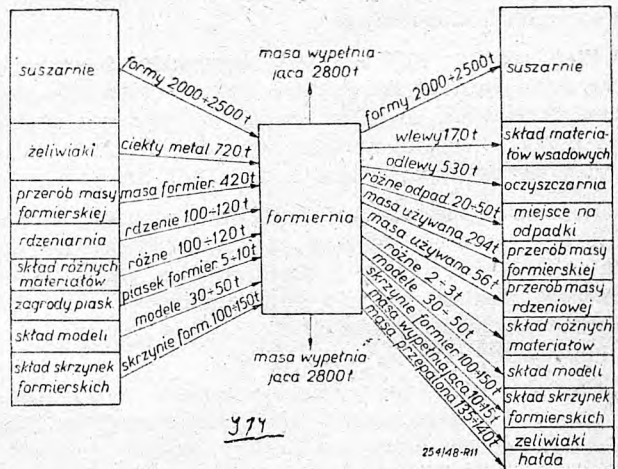 suszarnie
żeliwiaki
przerób masy
formierskiej
rdzeniarnia
skład różnych
materiałów
zagrody piask
skład modeli
skład skrzynek
formierskich
formy 2000÷2500t
ciekły metal 720t
masa formier. 420t
rdzenie 100÷120t
różne 100÷120t
piasek formier. 5÷10t
modele 30÷50t
skrzynie form. 100÷150t
masa wypełnia
jąca 2800t
formiernia
masa wypełnia
jąca 2800t
formy 2000÷2500t
wlewy 170t
odlewy 530t
różne odpad. 20÷50t
masa używana 294t
masa używana 56t
różne 2÷3t
modele 30÷50t
skrzynie formier. 100÷150t
masa wypełniająca 10÷15t
masa przepalona 135÷140t
suszarnie
skład materia-
łów wsadowych
oczyszczarnia
miejsce na
odpadki
przerób masy
formierskiej
przerób masy
rdzeniowej
skład różnych
materiałów
skład modeli
skład skrzynek
formierskich
żeliwiaki
hałda
254/48-R11